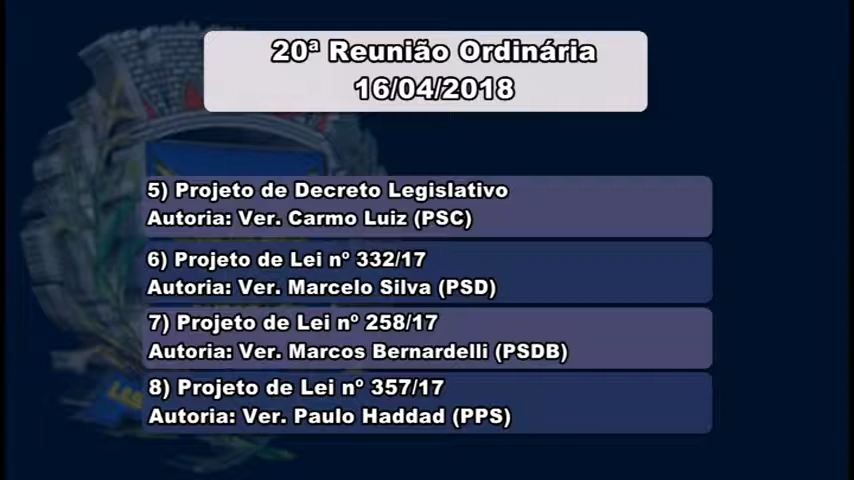 20ª Reunião Ordinária
16/04/2018
5) Projeto de Decreto Legislativo
Autoria: Ver. Carmo Luiz (PSC)
6) Projeto de Lei nº 332/17
Autoria: Ver. Marcelo Silva (PSD)
7) Projeto de Lei nº 258/17
Autoria: Ver. Marcos Bernardelli (PSDB)
8) Projeto de Lei nº 357/17
Autoria: Ver. Paulo Haddad (PPS)